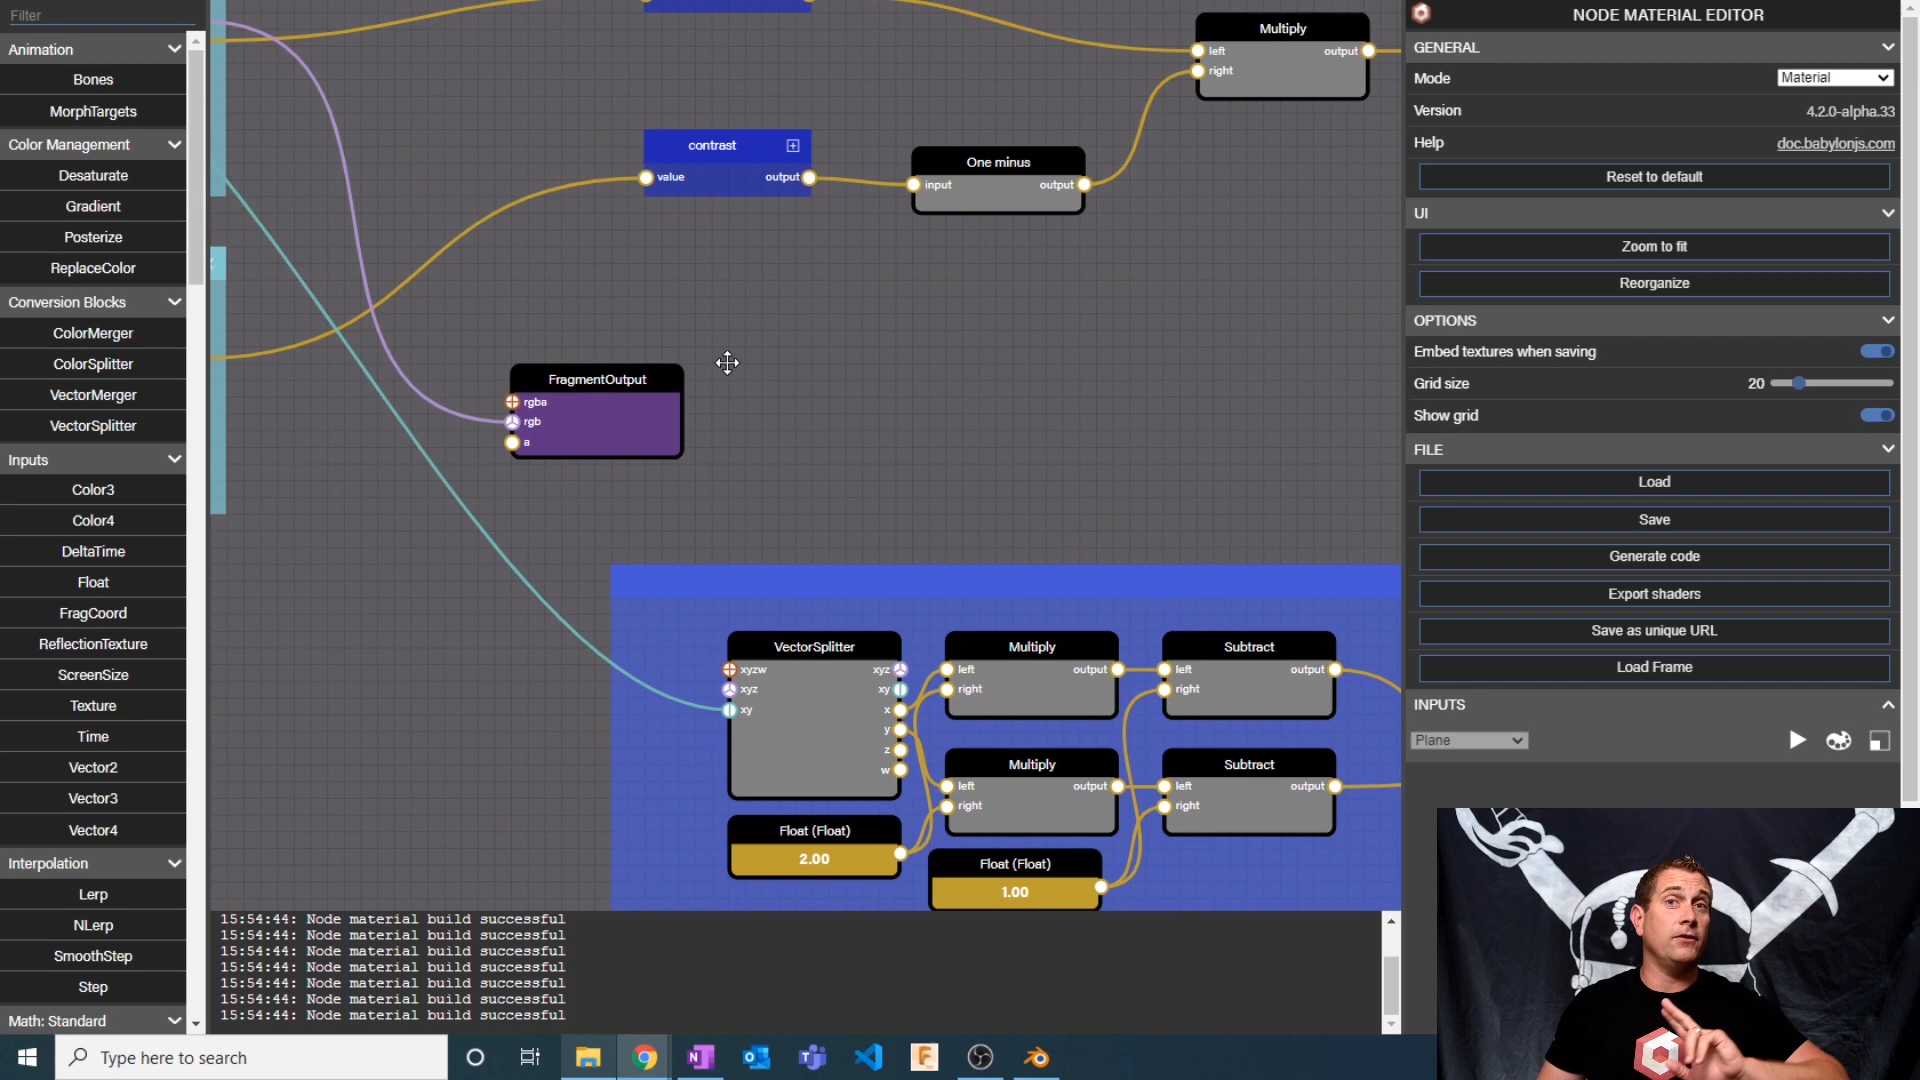 Filter
Animation
Bones
MorphTargets
Color Management
Desaturate
Gradient
Posterize
ReplaceColor
Conversion Blocks
ColorMerger
ColorSplitter
VectorMerger
VectorSplitter
Inputs
Color3
Color4
DeltaTime
Float
FragCoord
ReflectionTexture
ScreenSize
Texture
Time
Vector2
Vector3
Vector4
Interpolation
Lerp
NLerp
SmoothStep
Step
Math: Standard
Multiply
left output
right
contrast
value output
One minus
input output
FragmentOutput
rgba
rgb
a
VectorSplitter
xyzw xyz
xyz xy
xy x
y
z
w
Multiply
left output
right
Subtract
left output
right
Multiply
left output
right
Subtract
left output
right
Float (Float)
2.00
Float (Float)
1.00
15:54:44: Node material build successful
15:54:44: Node material build successful
15:54:44: Node material build successful
15:54:44: Node material build successful
15:54:44: Node material build successful
15:54:44: Node material build successful
15:54:44: Node material build successful
NODE MATERIAL EDITOR
GENERAL
Mode Material
Version 4.2.0-alpha.33
Help doc.babylonjs.com
Reset to default
UI
Zoom to fit
Reorganize
OPTIONS
Embed textures when saving
Grid size 20
Show grid
FILE
Load
Save
Generate code
Export shaders
Save as unique URL
Load Frame
INPUTS
Plane
Type here to search